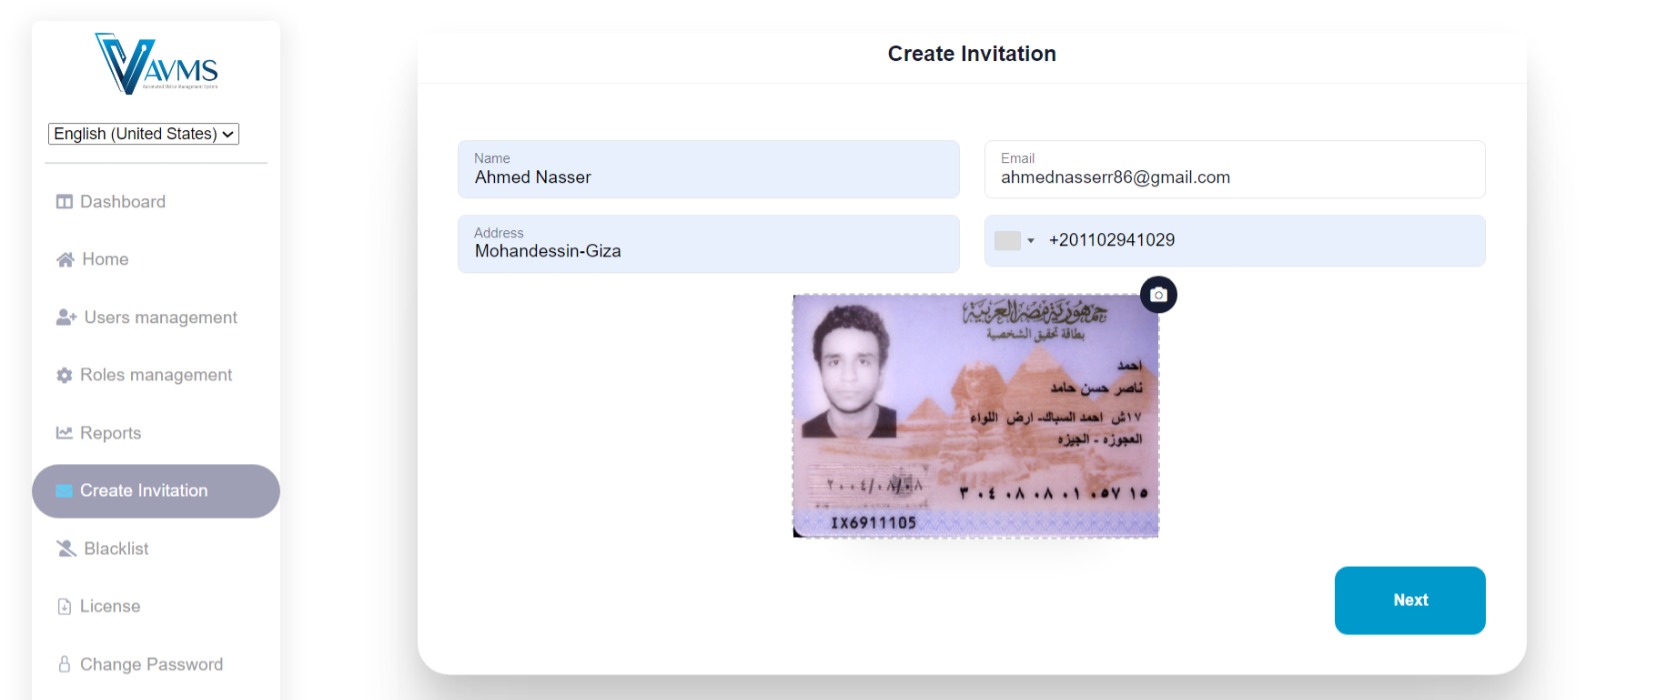 AVMS
English (United States)
Dashboard
Home
Users management
Roles management
Reports
Create Invitation
Blacklist
License
Change Password
Create Invitation
Name
Ahmed Nasser
Email
ahmednasserr86@gmail.com
Address
Mohandessin-Giza
+201102941029
جمهورية مصر العربية
بطاقة تحقيق الشخصية
احمد
ناصر حسن حامد
١٧ش احمد السباك- ارض اللواء
العجوزه - الجيزه
٢٠٠٤/٠٨/٠٨
٣٠٤٠٨٠٨٠١٠٥٧١٥
IX6911105
Next